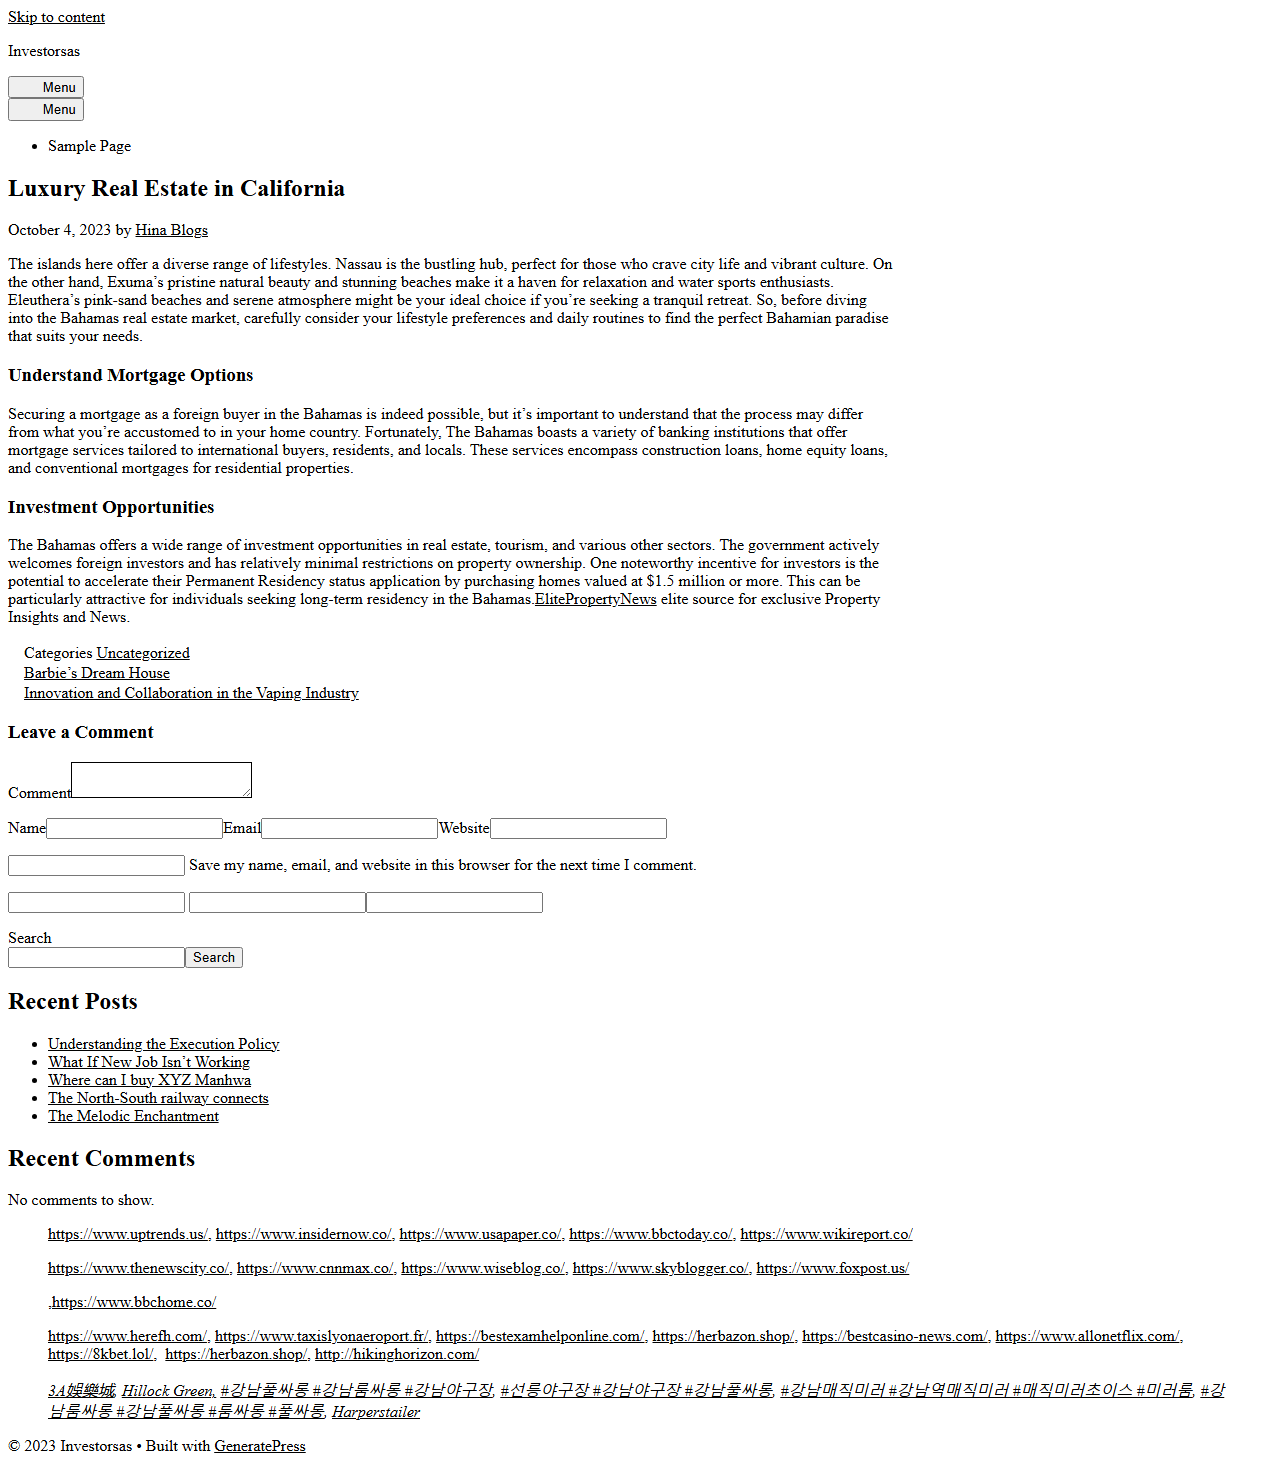 Skip to content
Investorsas
Menu
Menu
Sample Page
Luxury Real Estate in California
October 4, 2023 by Hina Blogs
The islands here offer a diverse range of lifestyles. Nassau is the bustling hub, perfect for those who crave city life and vibrant culture. On
the other hand, Exuma’s pristine natural beauty and stunning beaches make it a haven for relaxation and water sports enthusiasts.
Eleuthera’s pink-sand beaches and serene atmosphere might be your ideal choice if you’re seeking a tranquil retreat. So, before diving
into the Bahamas real estate market, carefully consider your lifestyle preferences and daily routines to find the perfect Bahamian paradise
that suits your needs.
Understand Mortgage Options
Securing a mortgage as a foreign buyer in the Bahamas is indeed possible, but it’s important to understand that the process may differ
from what you’re accustomed to in your home country. Fortunately, The Bahamas boasts a variety of banking institutions that offer
mortgage services tailored to international buyers, residents, and locals. These services encompass construction loans, home equity loans,
and conventional mortgages for residential properties.
Investment Opportunities
The Bahamas offers a wide range of investment opportunities in real estate, tourism, and various other sectors. The government actively
welcomes foreign investors and has relatively minimal restrictions on property ownership. One noteworthy incentive for investors is the
potential to accelerate their Permanent Residency status application by purchasing homes valued at $1.5 million or more. This can be
particularly attractive for individuals seeking long-term residency in the Bahamas.ElitePropertyNews elite source for exclusive Property
Insights and News.
Categories Uncategorized
Barbie’s Dream House
Innovation and Collaboration in the Vaping Industry
Leave a Comment
Comment
Name Email Website
Save my name, email, and website in this browser for the next time I comment.
Search
Search
Recent Posts
Understanding the Execution Policy
What If New Job Isn’t Working
Where can I buy XYZ Manhwa
The North-South railway connects
The Melodic Enchantment
Recent Comments
No comments to show.
https://www.uptrends.us/, https://www.insidernow.co/, https://www.usapaper.co/, https://www.bbctoday.co/, https://www.wikireport.co/
https://www.thenewscity.co/, https://www.cnnmax.co/, https://www.wiseblog.co/, https://www.skyblogger.co/, https://www.foxpost.us/
,https://www.bbchome.co/
https://www.herefh.com/, https://www.taxislyonaeroport.fr/, https://bestexamhelponline.com/, https://herbazon.shop/, https://bestcasino-news.com/, https://www.allonetflix.com/,
https://8kbet.lol/, https://herbazon.shop/, http://hikinghorizon.com/
3A娛樂城, Hillock Green, #강남풀싸롱 #강남룸싸롱 #강남야구장, #선릉야구장 #강남야구장 #강남풀싸롱, #강남매직미러 #강남역매직미러 #매직미러초이스 #미러룸, #강
남룸싸롱 #강남풀싸롱 #룸싸롱 #풀싸롱, Harperstailer
© 2023 Investorsas • Built with GeneratePress